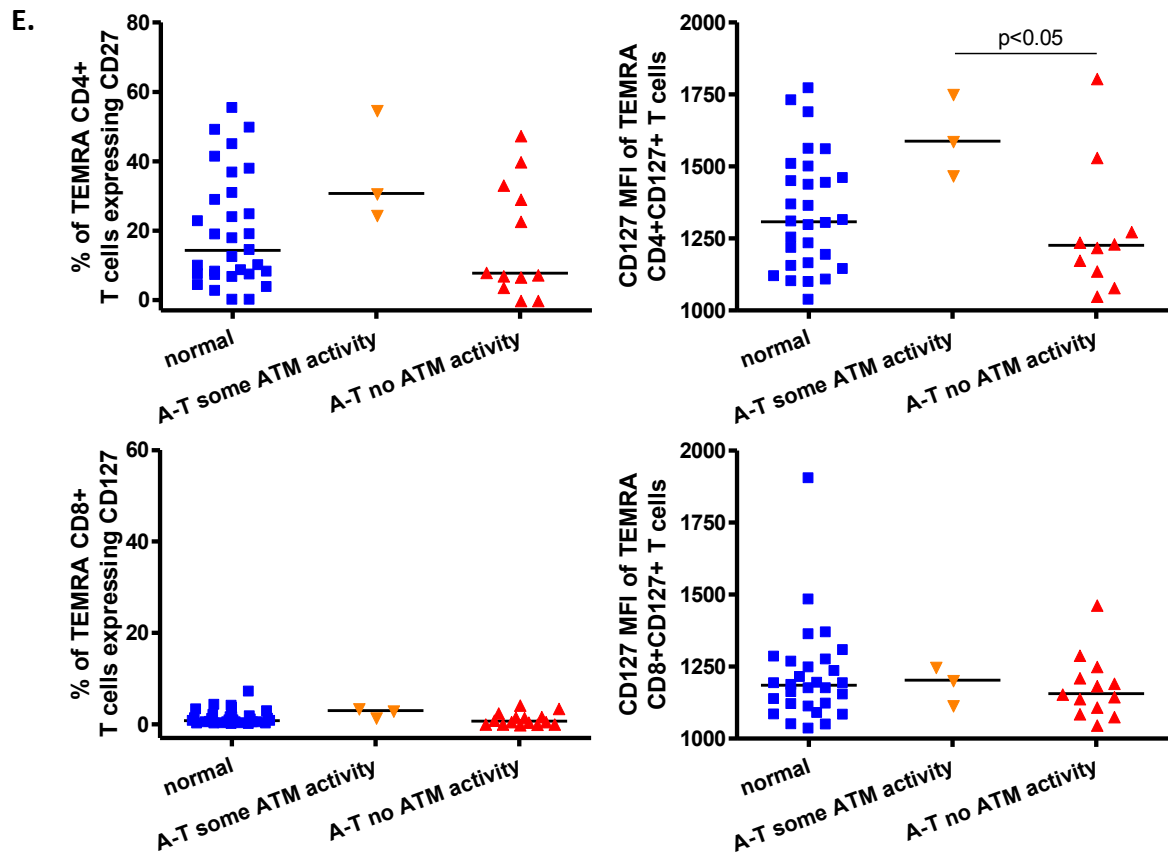 E.
% of TEMRA CD4+
T cells expressing CD27
80
60
40
20
0
normal
A-T some ATM activity
A-T no ATM activity
CD127 MFI of TEMRA
CD4+CD127+ T cells
2000
1750
1500
1250
1000
p<0.05
normal
A-T some ATM activity
A-T no ATM activity
% of TEMRA CD8+
T cells expressing CD127
60
40
20
0
normal
A-T some ATM activity
A-T no ATM activity
CD127 MFI of TEMRA
CD8+CD127+ T cells
2000
1750
1500
1250
1000
normal
A-T some ATM activity
A-T no ATM activity